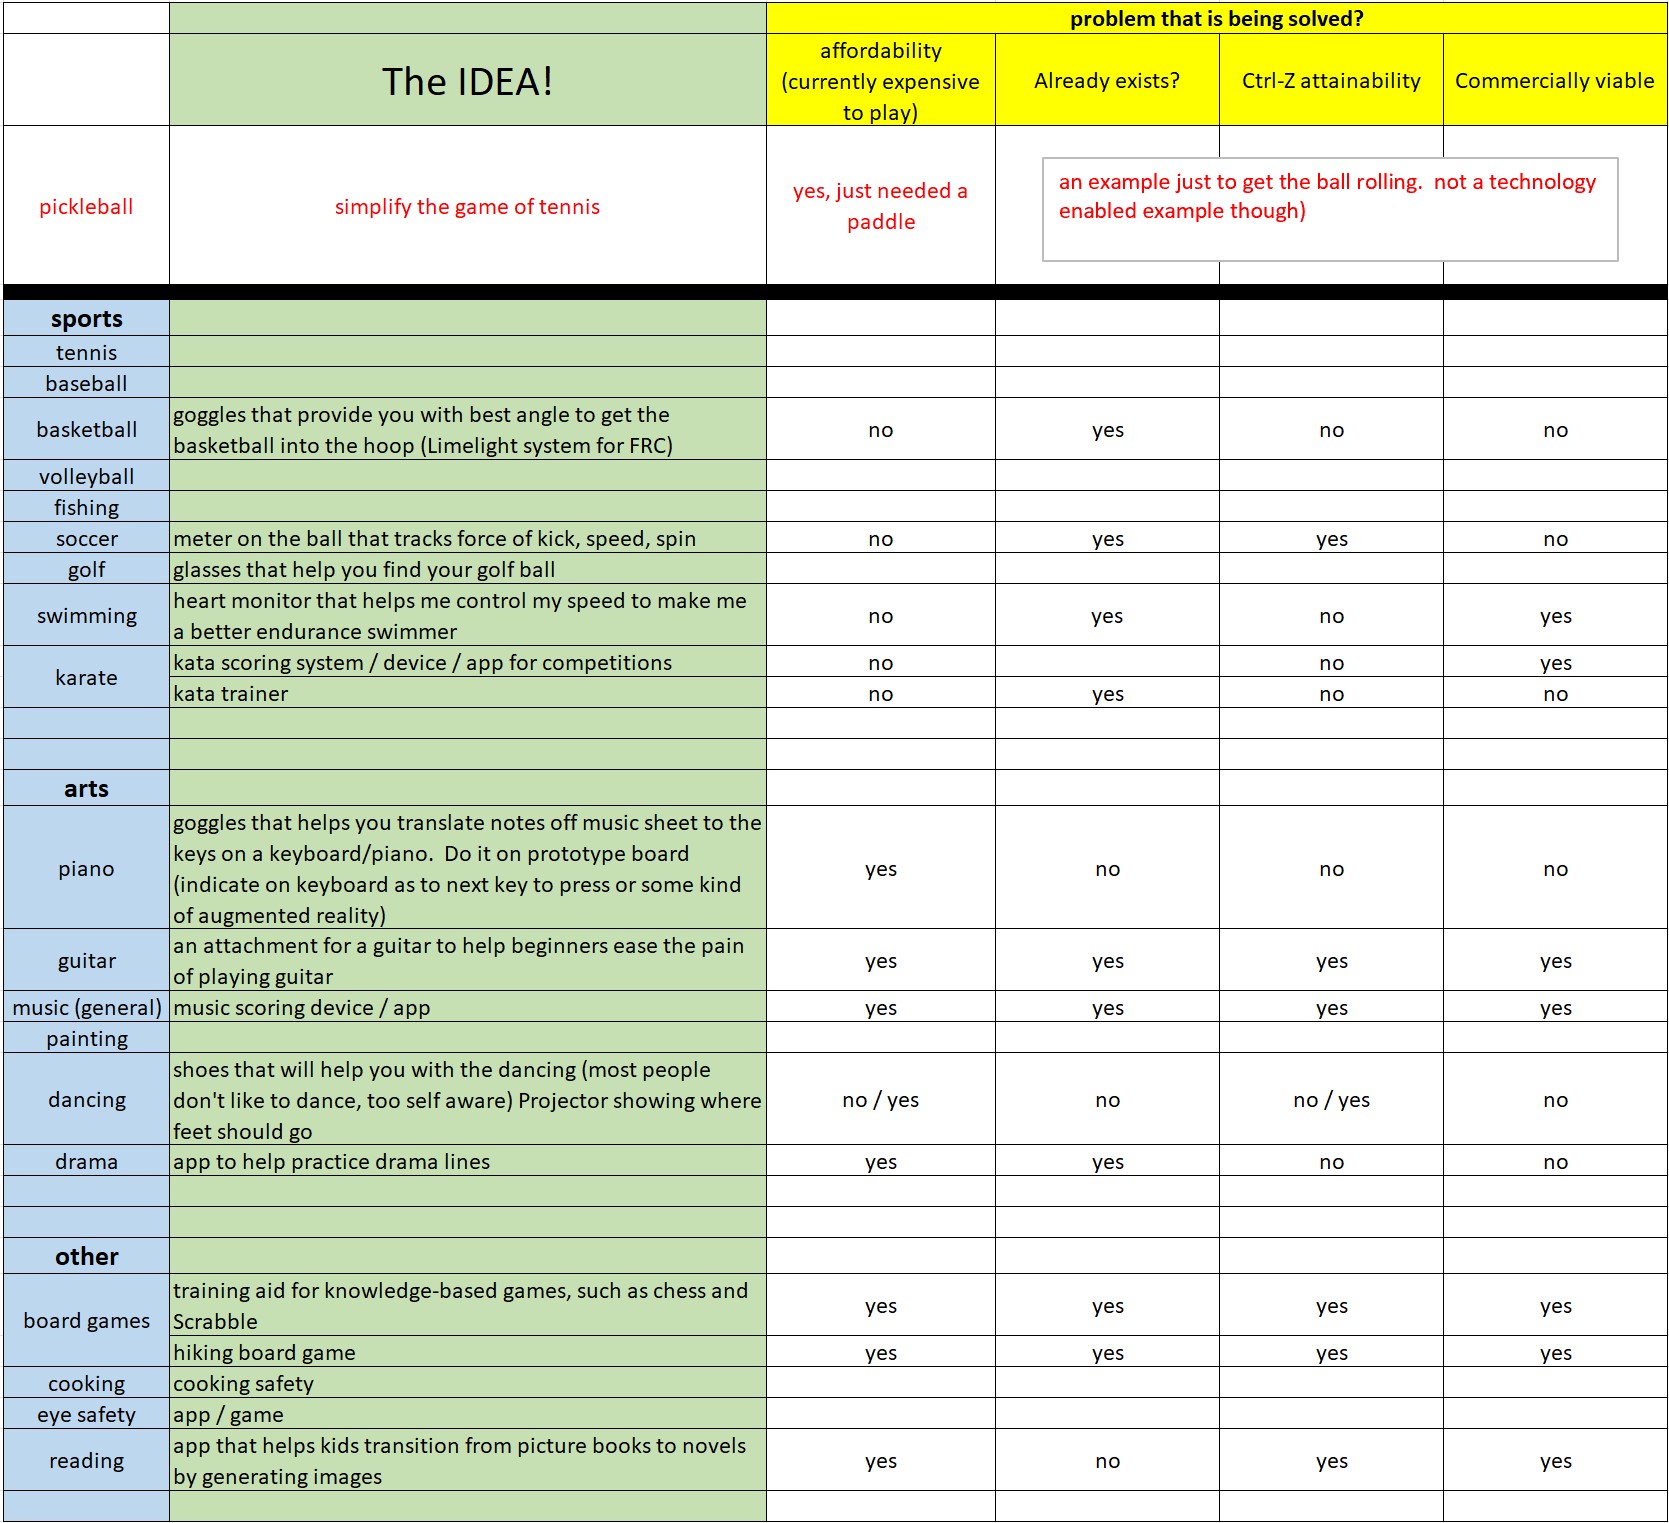 problem that is being solved?
The IDEA!
affordability
(currently expensive
to play)
Already exists?
Ctrl-Z attainability
Commercially viable
pickleball
simplify the game of tennis
yes, just needed a
paddle
an example just to get the ball rolling.  not a technology
enabled example though)
sports
tennis
baseball
basketball
goggles that provide you with best angle to get the
basketball into the hoop (Limelight system for FRC)
no
yes
no
no
volleyball
fishing
soccer
meter on the ball that tracks force of kick, speed, spin
no
yes
yes
no
golf
glasses that help you find your golf ball
swimming
heart monitor that helps me control my speed to make me
a better endurance swimmer
no
yes
no
yes
karate
kata scoring system / device / app for competitions
no
no
yes
kata trainer
no
yes
no
no
arts
piano
goggles that helps you translate notes off music sheet to the
keys on a keyboard/piano.  Do it on prototype board
(indicate on keyboard as to next key to press or some kind
of augmented reality)
yes
no
no
no
guitar
an attachment for a guitar to help beginners ease the pain
of playing guitar
yes
yes
yes
yes
music (general)
music scoring device / app
yes
yes
yes
yes
painting
dancing
shoes that will help you with the dancing (most people
don't like to dance, too self aware) Projector showing where
feet should go
no / yes
no
no / yes
no
drama
app to help practice drama lines
yes
yes
no
no
other
board games
training aid for knowledge-based games, such as chess and
Scrabble
yes
yes
yes
yes
hiking board game
yes
yes
yes
yes
cooking
cooking safety
eye safety
app / game
reading
app that helps kids transition from picture books to novels
by generating images
yes
no
yes
yes